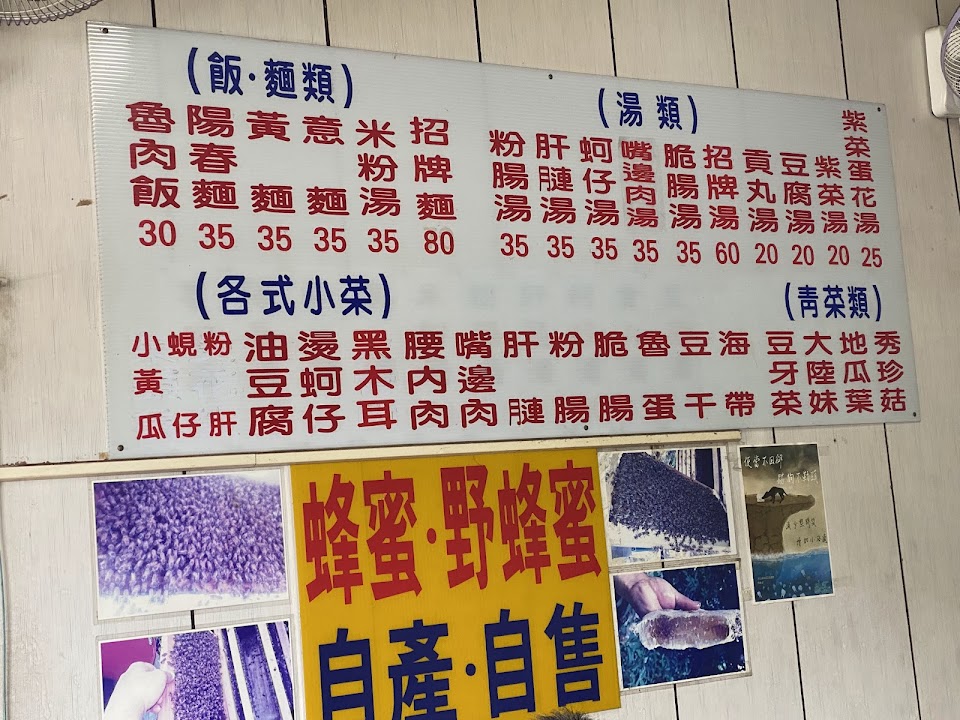 (飯·麵類)
魯肉飯 30
陽春麵 35
黃麵 35
意麵 35
米粉湯 35
招牌麵 80
(湯類)
粉腸湯 35
肝腱湯 35
蚵仔湯 35
嘴邊肉湯 35
脆腸湯 35
招牌湯 60
貢丸湯 20
豆腐湯 20
紫菜湯 20
紫菜蛋花湯 25
(各式小菜)
小黃瓜
蜆仔
粉肝
油豆腐
燙蚵仔
黑木耳
腰內肉
嘴邊肉
肝腱
粉腸
脆腸
魯蛋
豆干
海帶
(青菜類)
豆牙菜
大陸妹
地瓜葉
秀珍菇
蜂蜜·野蜂蜜
自產·自售